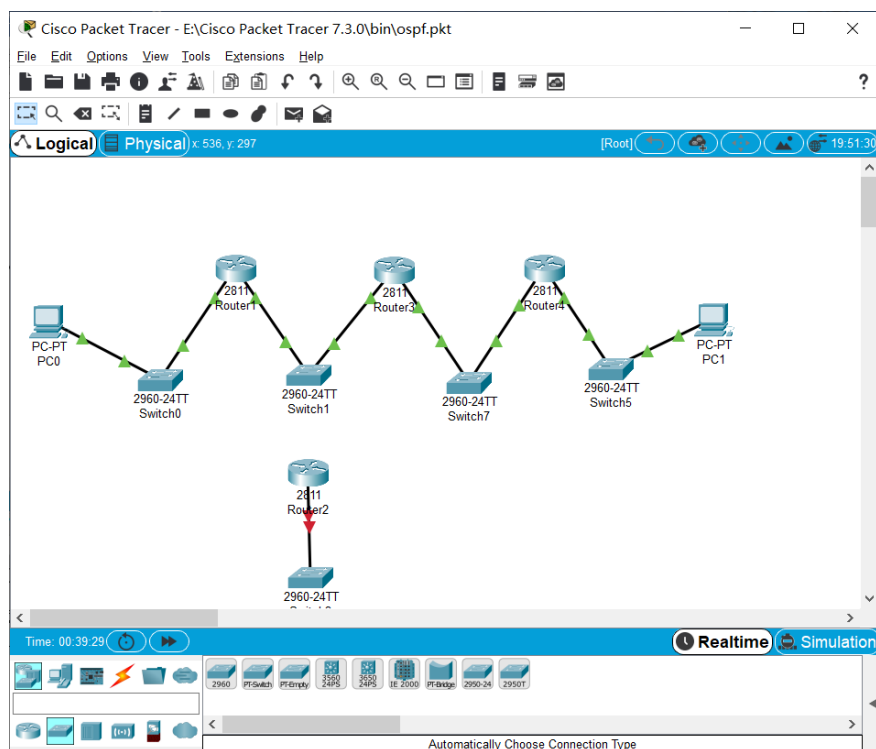 Cisco Packet Tracer - E:\Cisco Packet Tracer 7.3.0\bin\ospf.pkt
File Edit Options View Tools Extensions Help
?
Logical Physical x: 536, y: 297 [Root] 19:51:30
2811
Router1
2811
Router3
2811
Router4
PC-PT
PC0
PC-PT
PC1
2960-24TT
Switch0
2960-24TT
Switch1
2960-24TT
Switch7
2960-24TT
Switch5
2811
Router2
2960-24TT
Time: 00:39:29 Realtime Simulation
2960 PT-Switch PT-Empty 3560 24PS 3650 24PS IE 2000 PT-Bridge 2950-24 2950T
Automatically Choose Connection Type